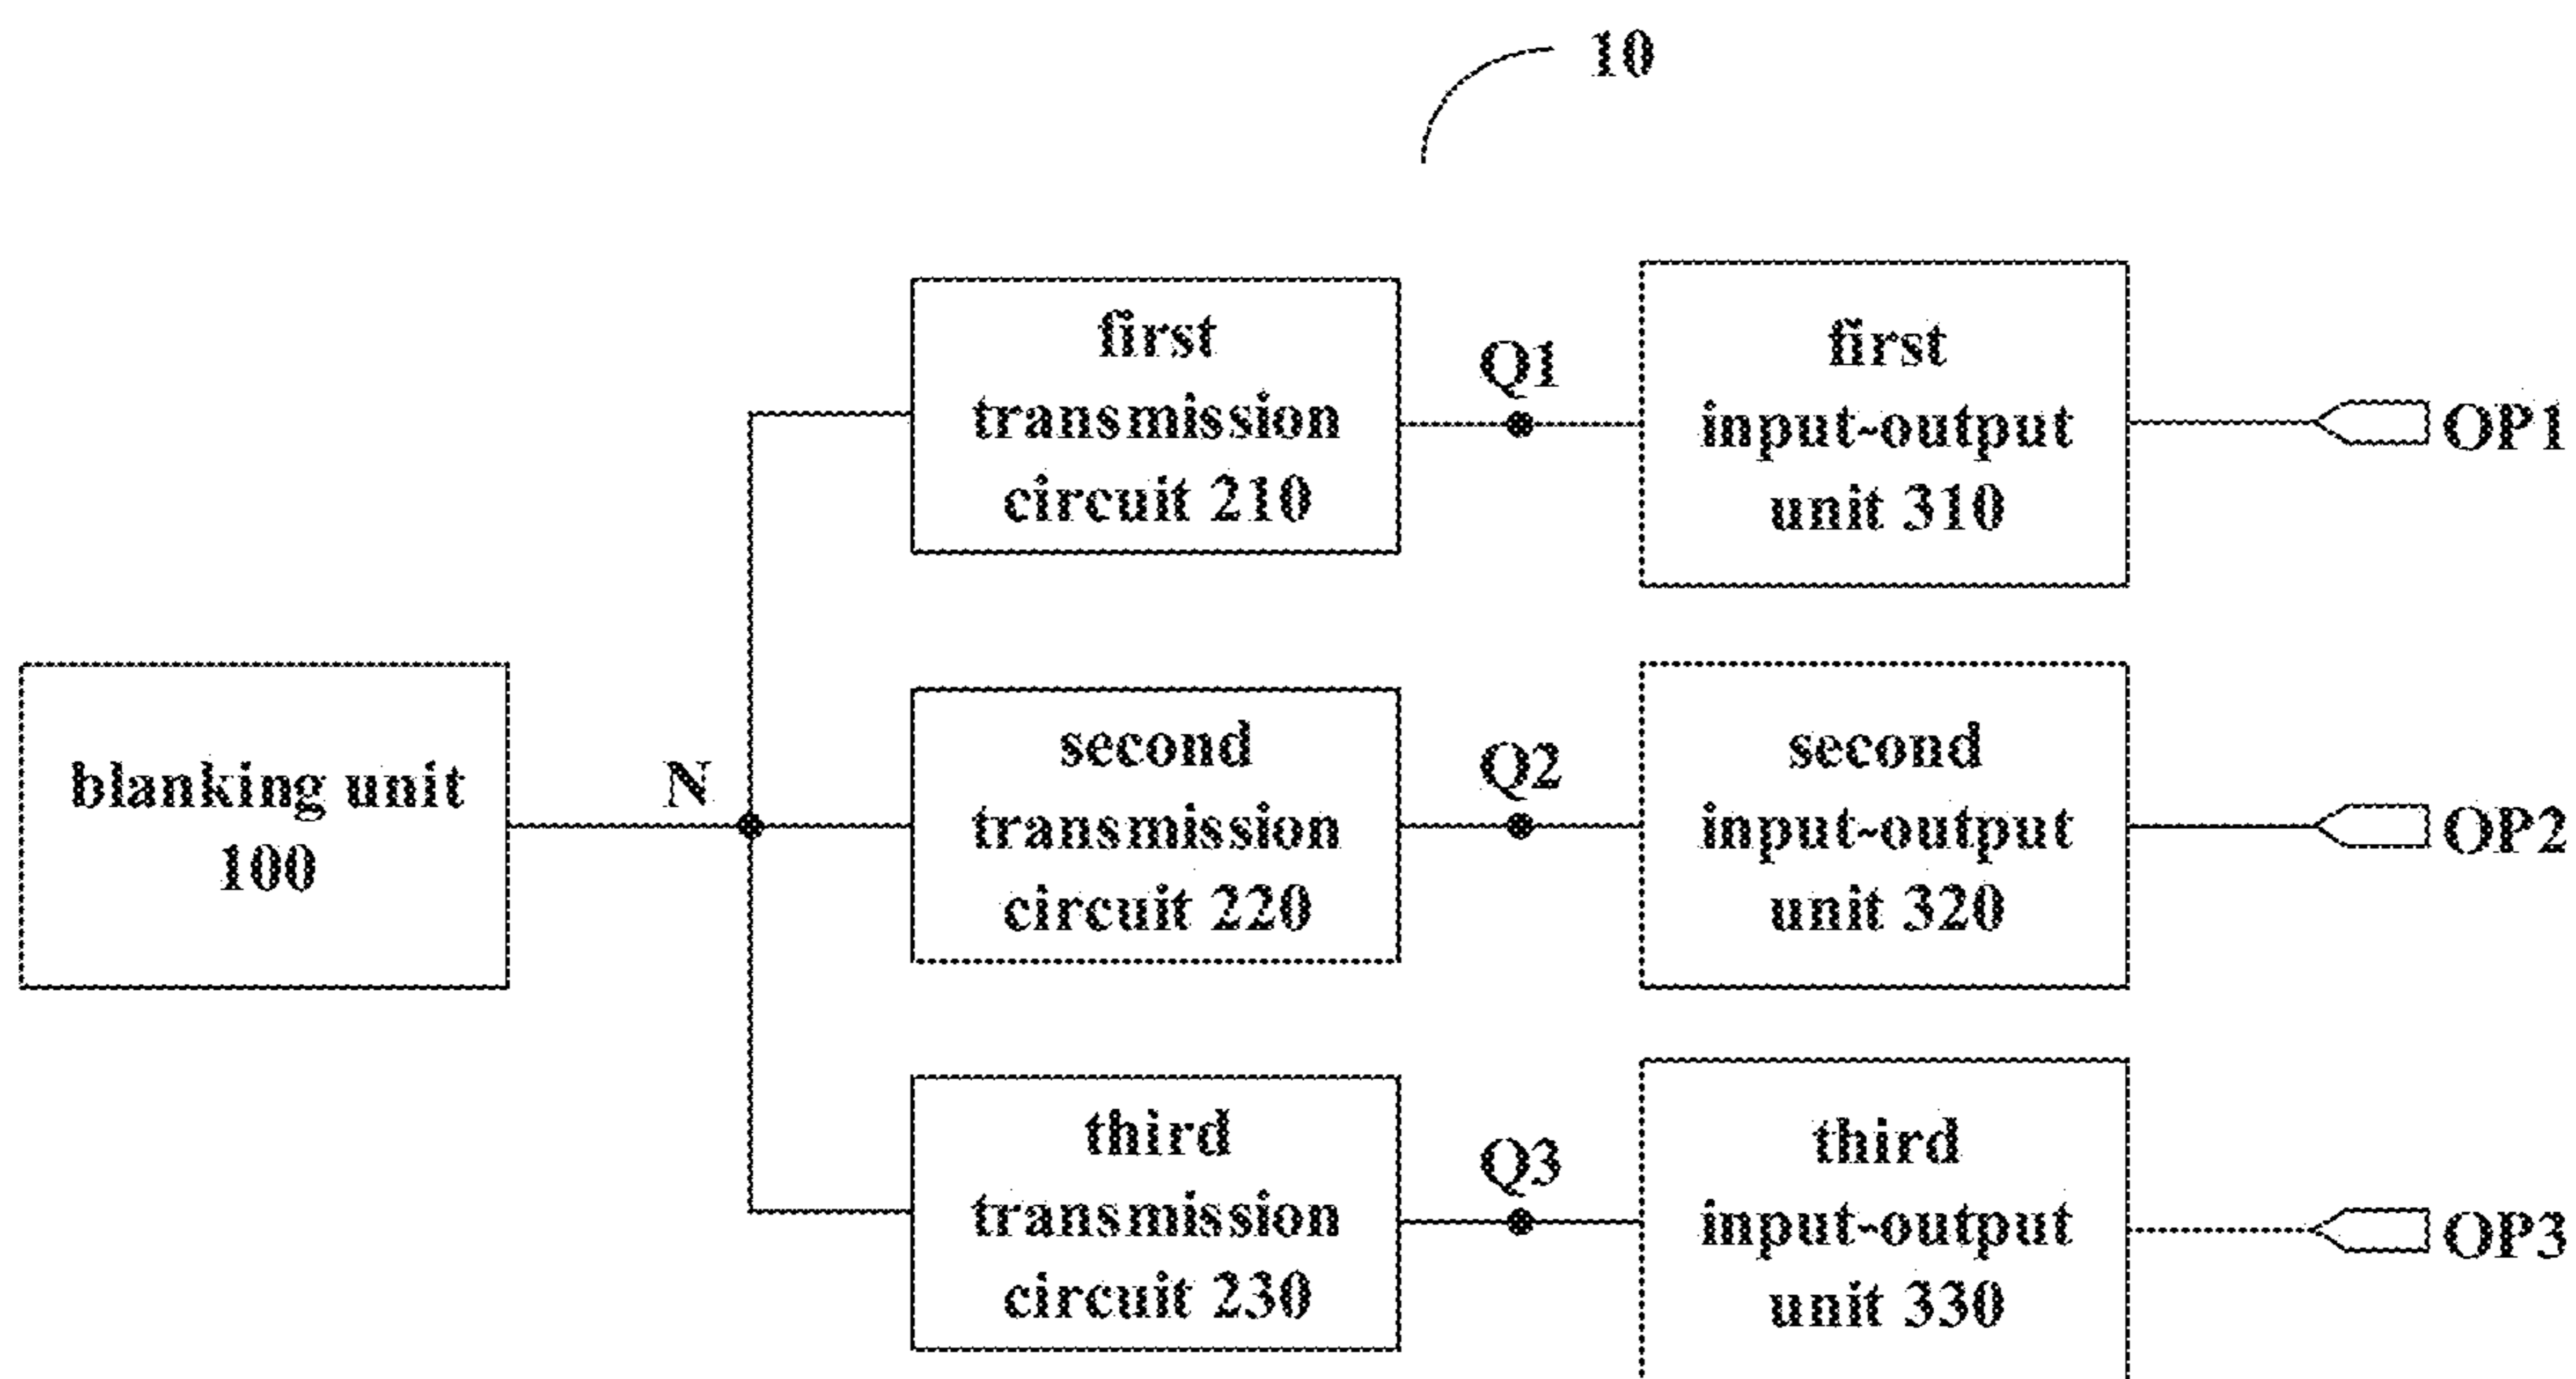 10
first
transmission
circuit 210
Q1
first
input-output
unit 310
OP1
blanking unit
100
N
second
transmission
circuit 220
Q2
second
input-output
unit 320
OP2
third
transmission
circuit 230
Q3
third
input-output
unit 330
OP3